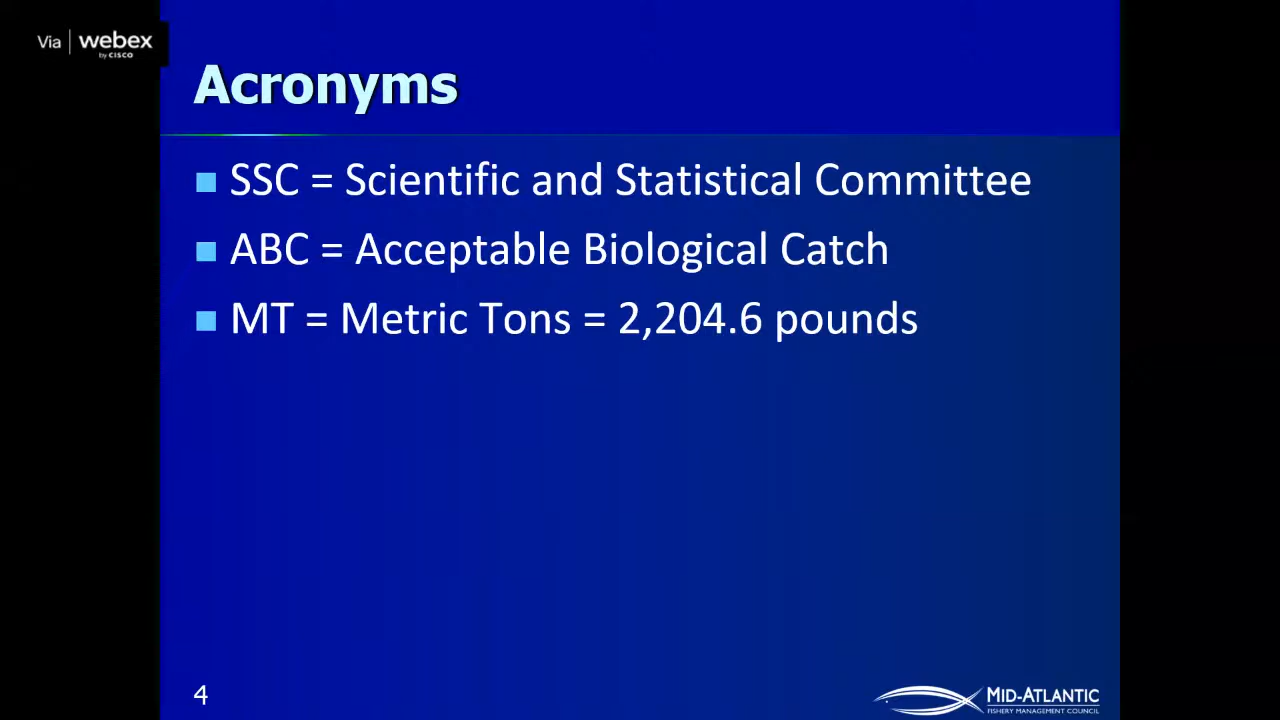 Via webex
by CISCO
Acronyms
SSC = Scientific and Statistical Committee
ABC = Acceptable Biological Catch
MT = Metric Tons = 2,204.6 pounds
4
MID-ATLANTIC
FISHERY MANAGEMENT COUNCIL